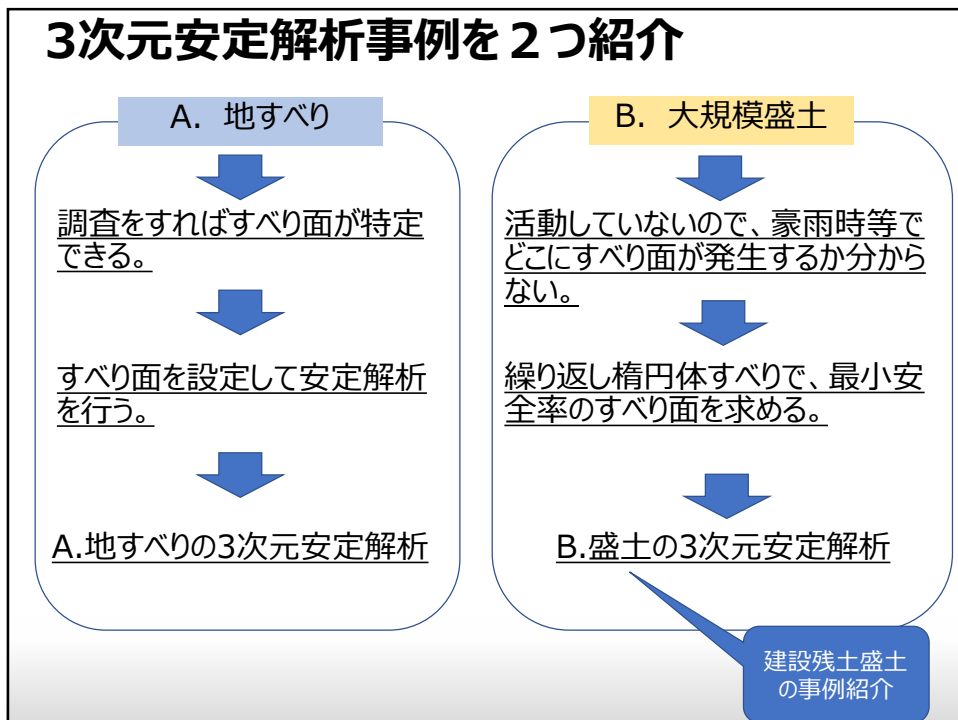 3次元安定解析事例を２つ紹介
A. 地すべり
調査をすればすべり面が特定
できる。
すべり面を設定して安定解析
を行う。
A.地すべりの3次元安定解析
B. 大規模盛土
活動していないので、豪雨時等で
どこにすべり面が発生するか分から
ない。
繰り返し楕円体すべりで、最小安
全率のすべり面を求める。
B.盛土の3次元安定解析
建設残土盛土
の事例紹介